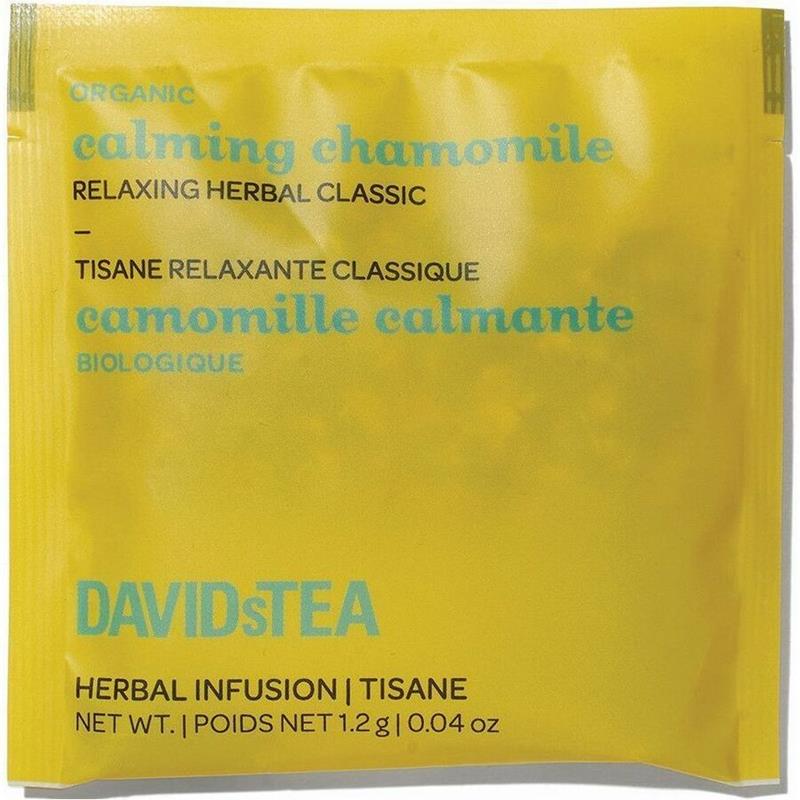 ORGANIC
calming chamomile
RELAXING HERBAL CLASSIC
–
TISANE RELAXANTE CLASSIQUE
camomille calmante
BIOLOGIQUE
DAVIDsTEA
HERBAL INFUSION | TISANE
NET WT. | POIDS NET 1.2 g | 0.04 oz